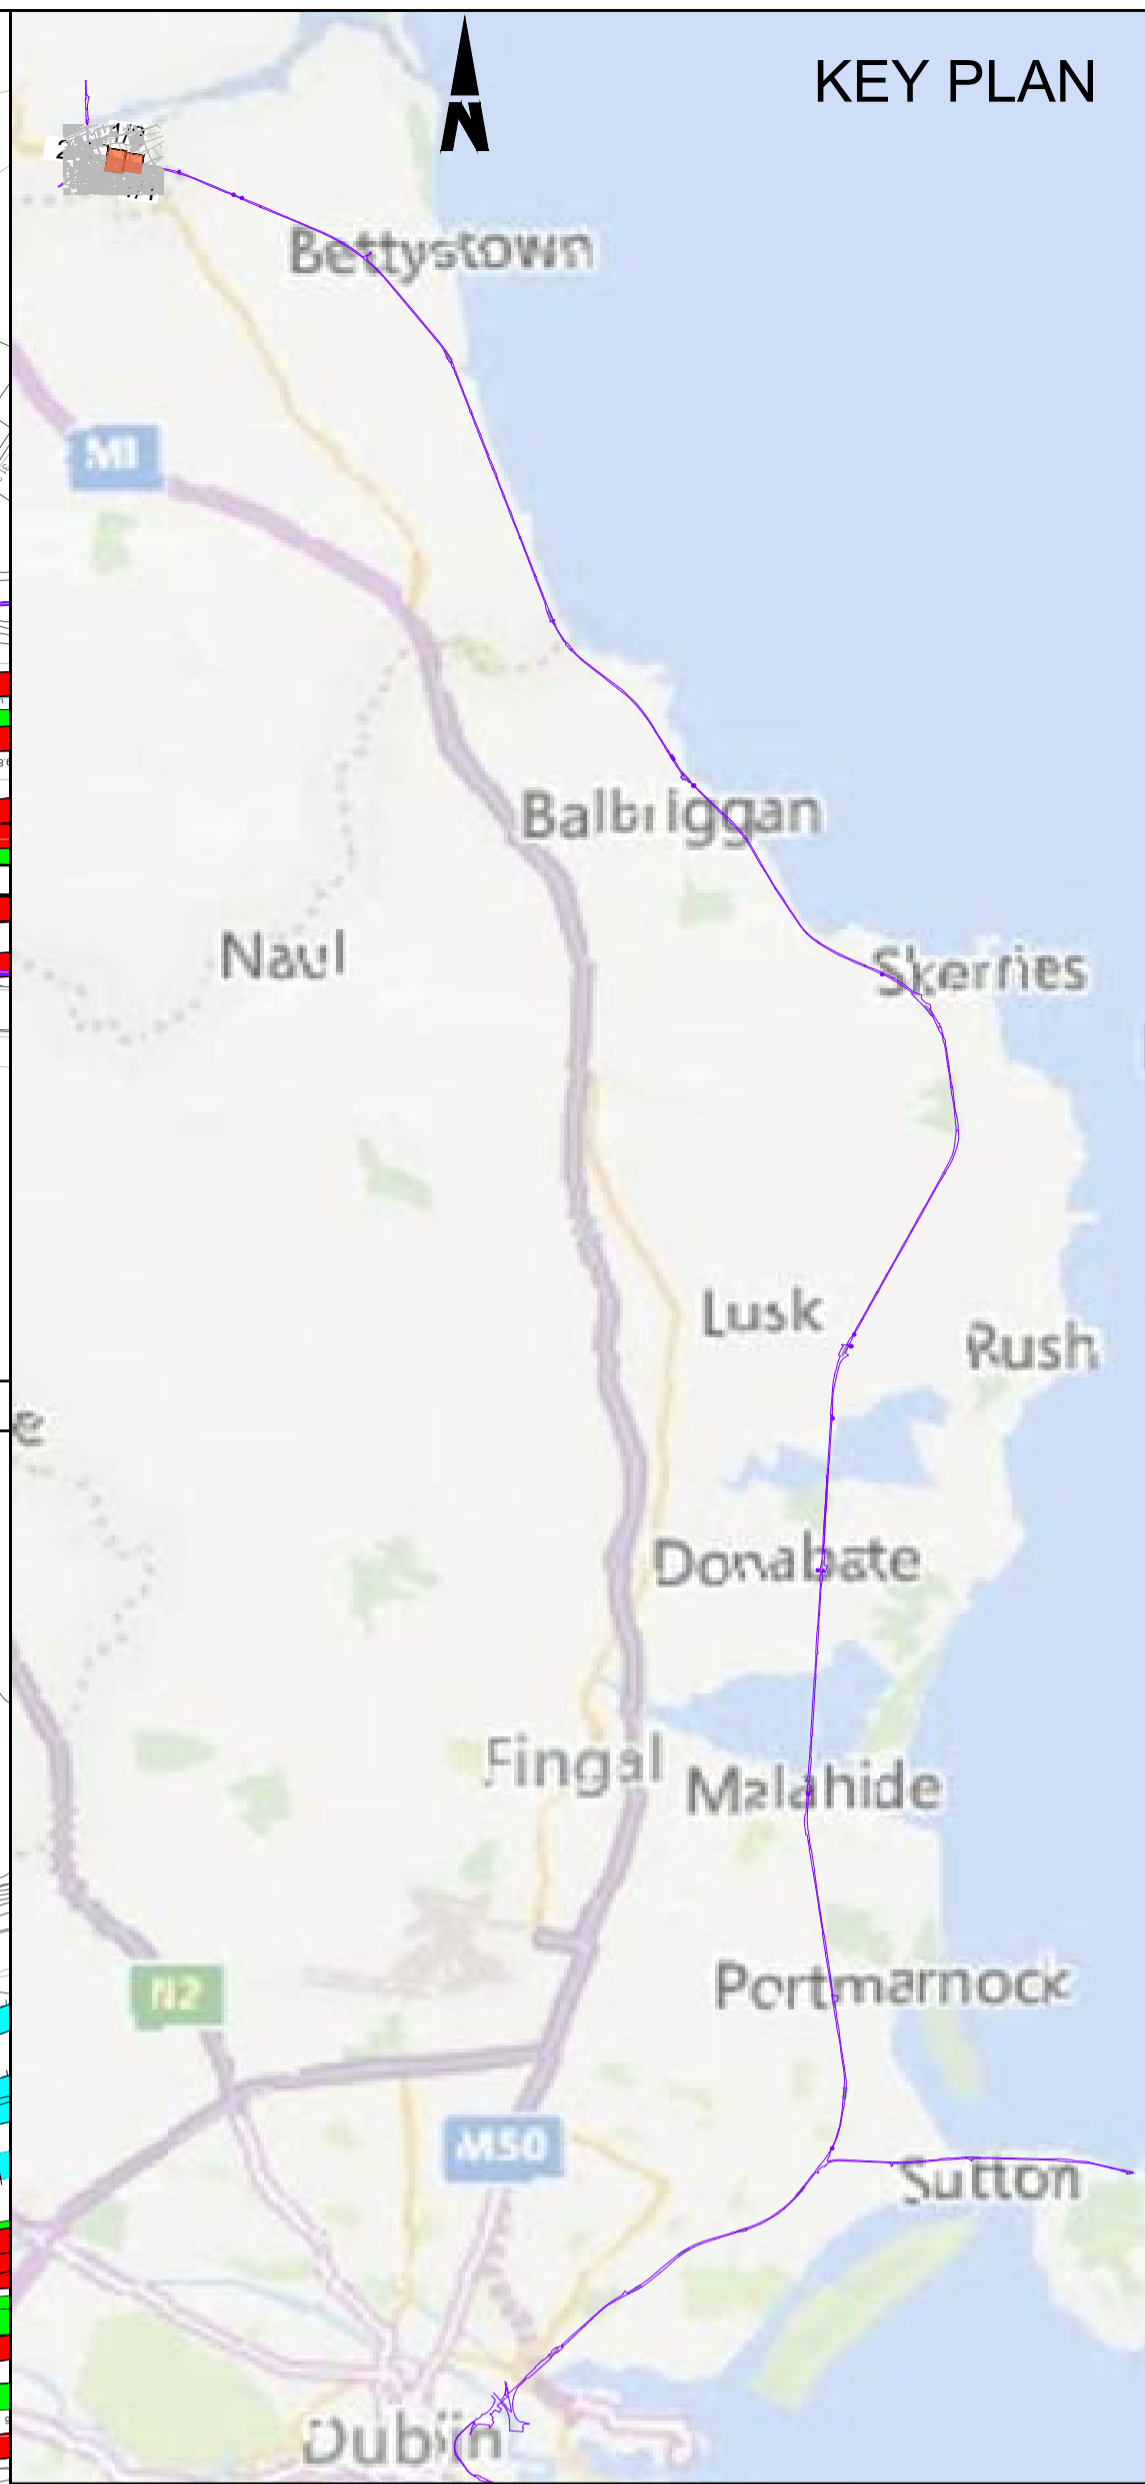 KEY PLAN
N
Bettystown
M1
Balbriggan
Naul
Skerries
Lusk
Rush
e
Donabate
Fingal
Malahide
Portmarnock
N2
M50
Sutton
Dublin